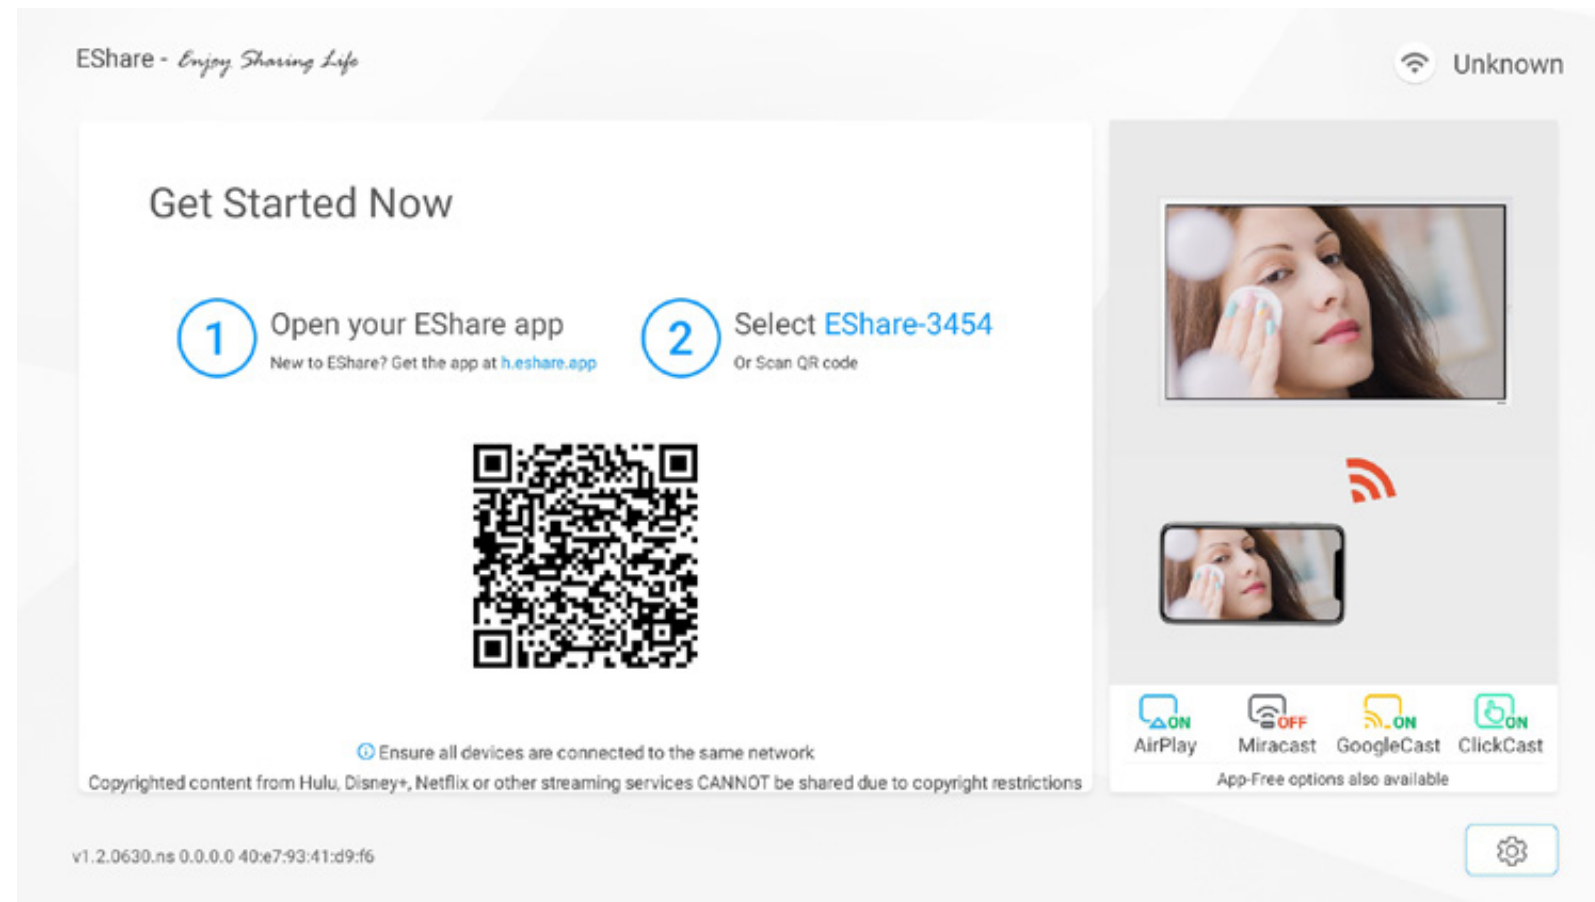 EShare - Enjoy Sharing Life
Unknown
Get Started Now
1
Open your EShare app
New to EShare? Get the app at h.eshare.app
2
Select EShare-3454
Or Scan QR code
Ensure all devices are connected to the same network
Copyrighted content from Hulu, Disney+, Netflix or other streaming services CANNOT be shared due to copyright restrictions
ON
OFF
ON
ON
AirPlay
Miracast
GoogleCast
ClickCast
App-Free options also available
v1.2.0630.ns 0.0.0.0 40:e7:93:41:d9:f6